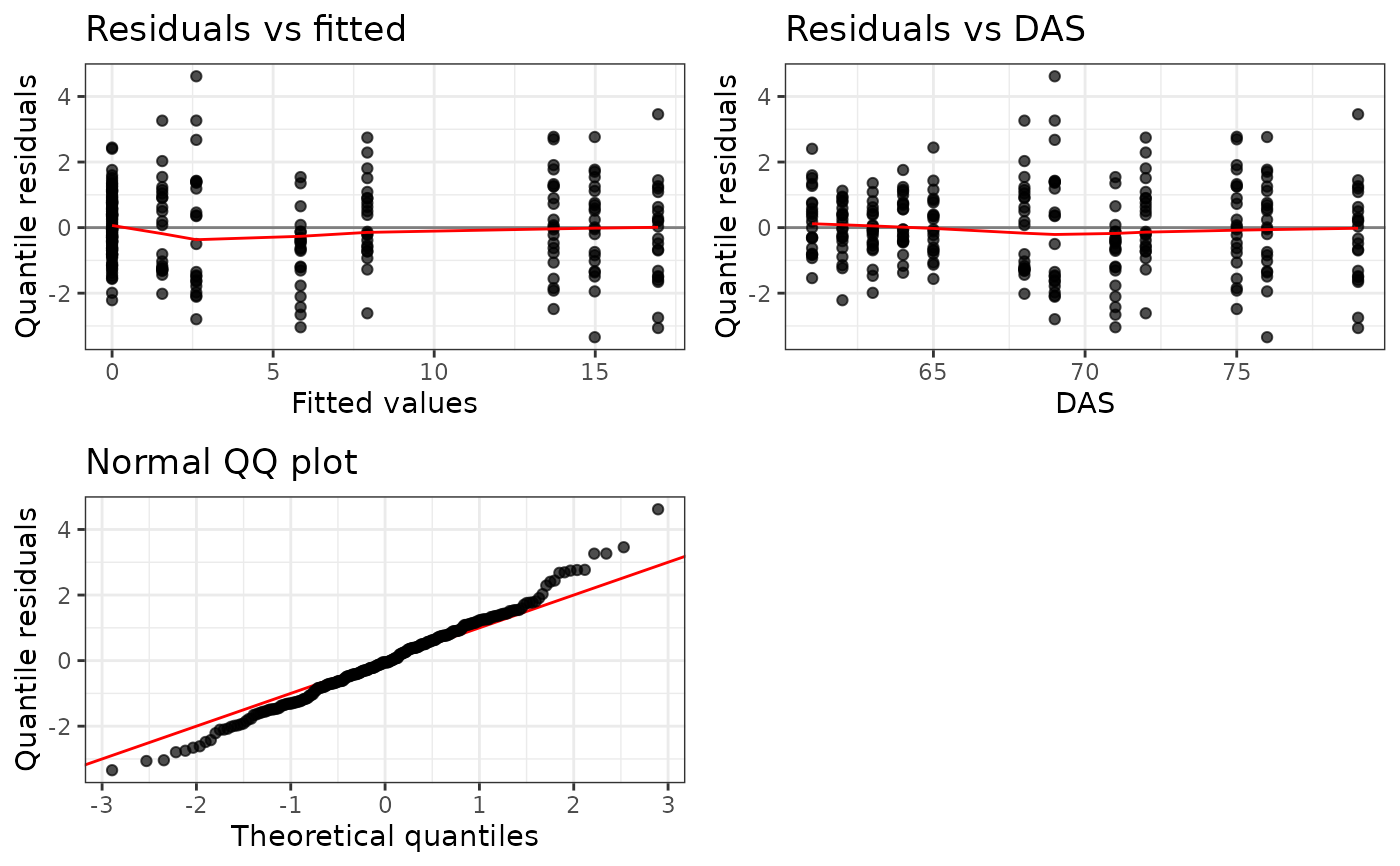 Residuals vs fitted
Quantile residuals
4
2
0
-2
0
5
10
15
Fitted values
Residuals vs DAS
Quantile residuals
4
2
0
-2
65
70
75
DAS
Normal QQ plot
Quantile residuals
4
2
0
-2
-3
-2
-1
0
1
2
3
Theoretical quantiles